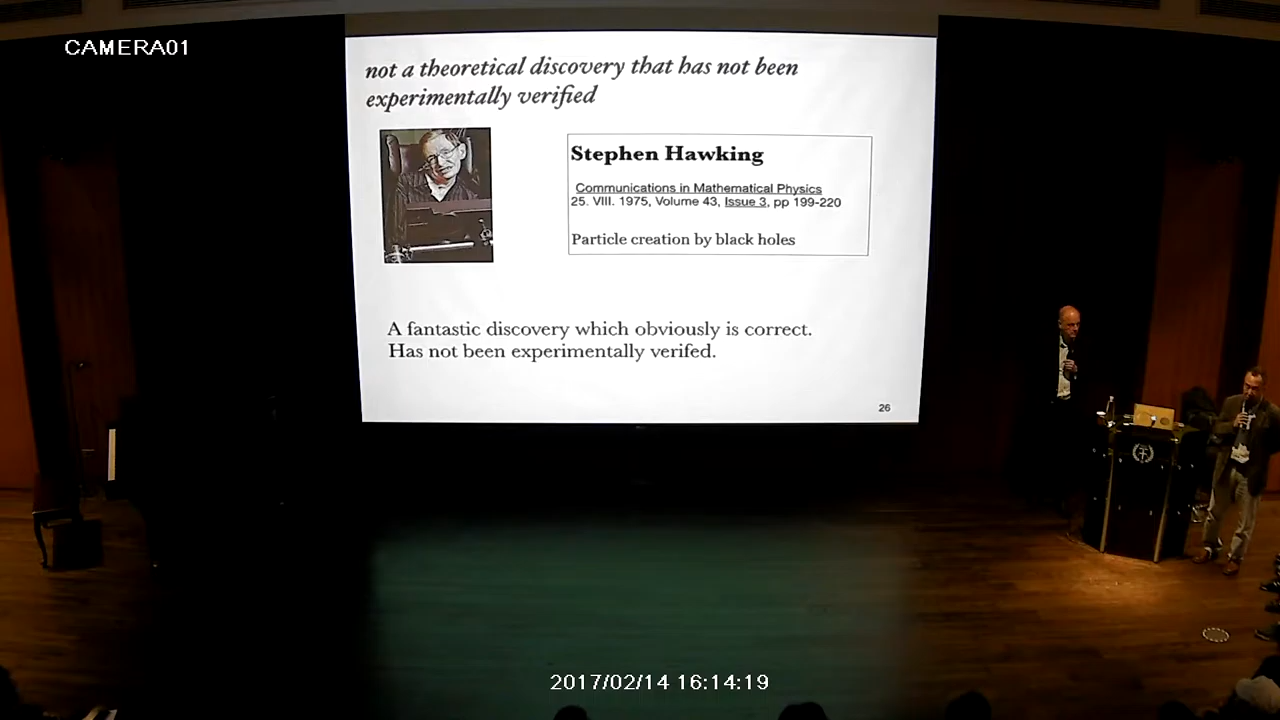 CAMERA01
not a theoretical discovery that has not been
experimentally verified
Stephen Hawking
Communications in Mathematical Physics
25. VIII. 1975, Volume 43, Issue 3, pp 199-220
Particle creation by black holes
A fantastic discovery which obviously is correct.
Has not been experimentally verifed.
26
2017/02/14 16:14:19